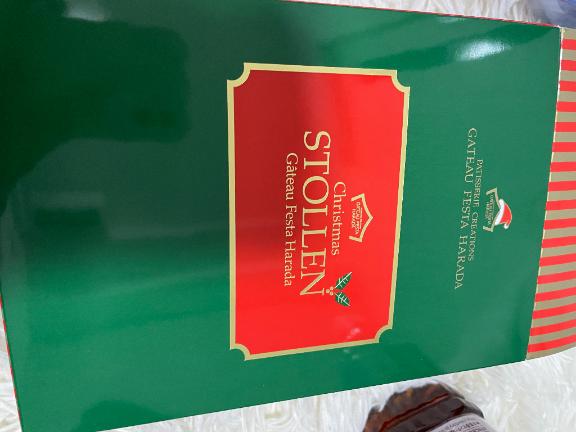 PATISSERIE CREATIONS
GATEAU FESTA HARADA
Christmas
STOLLEN
Gâteau Festa Harada